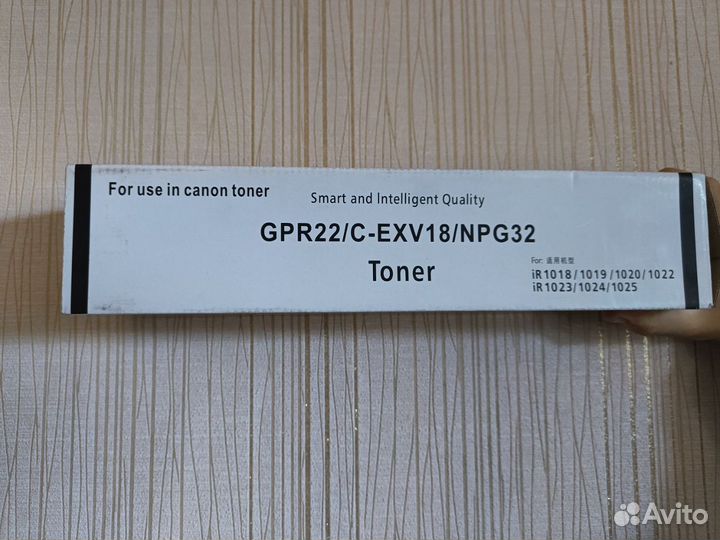 For use in canon toner
Smart and Intelligent Quality
GPR22/C-EXV18/NPG32
Toner
For: 适用机型
iR1018/1019/1020/1022
iR1023/1024/1025
Avito